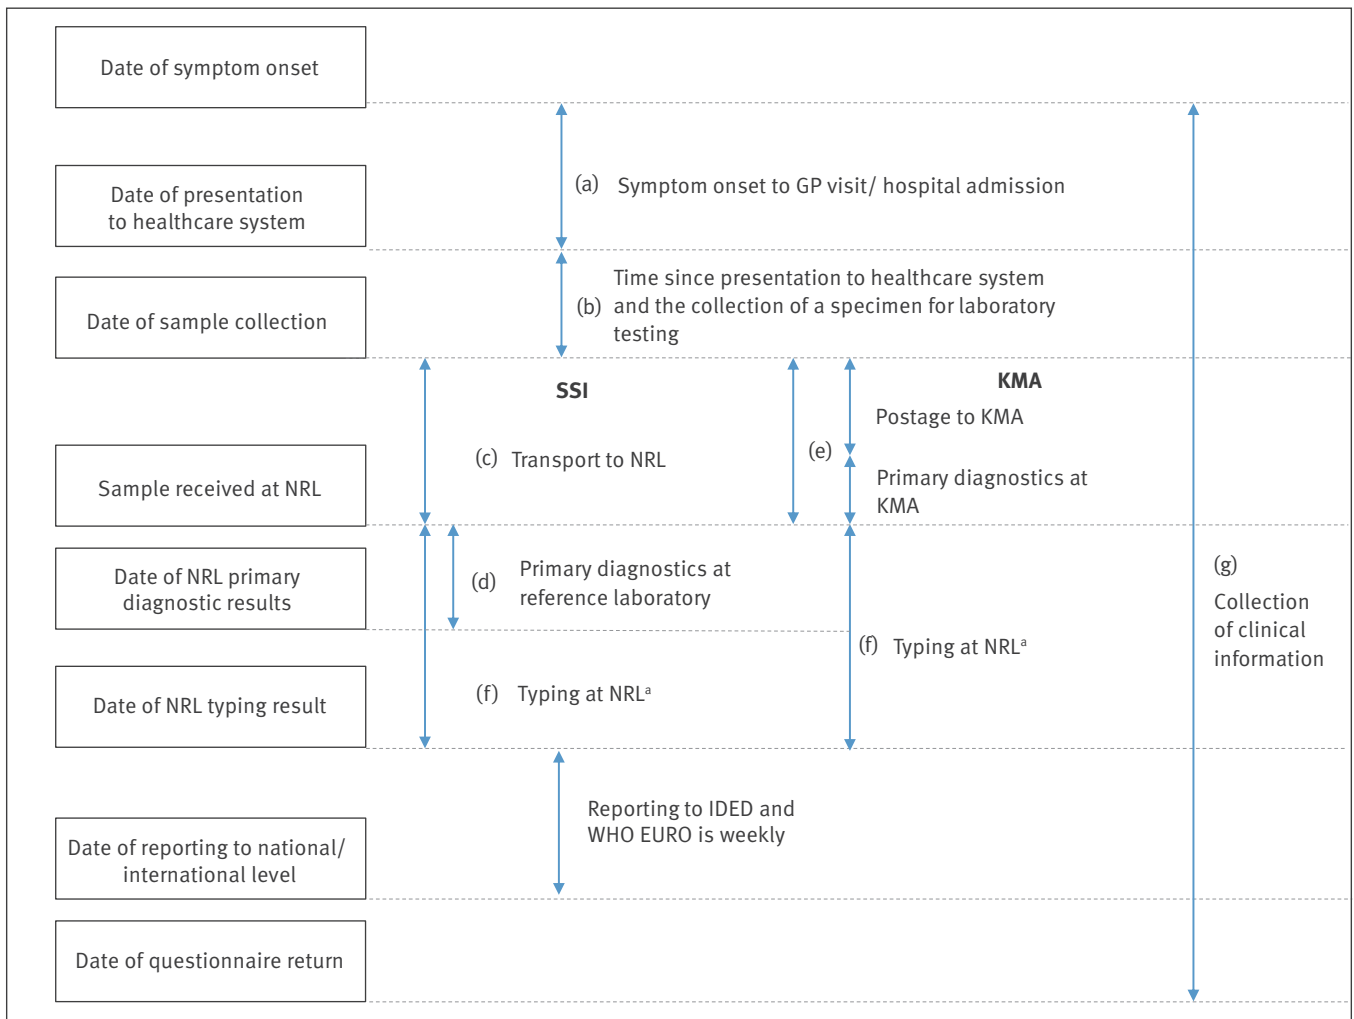 Date of symptom onset
(a) Symptom onset to GP visit/ hospital admission
Date of presentation
to healthcare system
Time since presentation to healthcare system
(b) and the collection of a specimen for laboratory
testing
Date of sample collection
SSI
KMA
Postage to KMA
(c) Transport to NRL
(e)
Primary diagnostics at
KMA
Sample received at NRL
Date of NRL primary
diagnostic results
(d) Primary diagnostics at
reference laboratory
(g)
Collection
of clinical
information
(f) Typing at NRLᵃ
(f) Typing at NRLᵃ
Date of NRL typing result
Reporting to IDED and
WHO EURO is weekly
Date of reporting to national/
international level
Date of questionnaire return